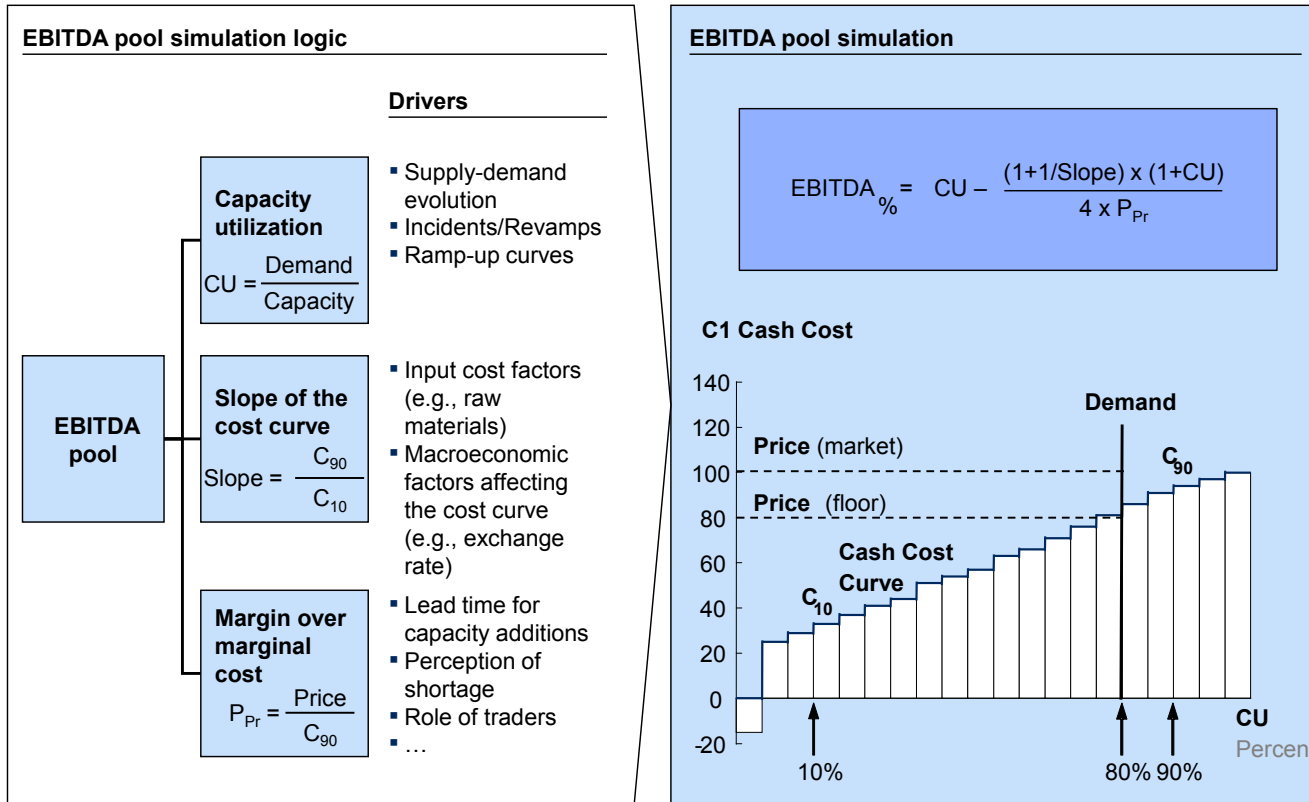 EBITDA pool simulation logic
Drivers
EBITDA
pool
Capacity
utilization
CU = Demand
Capacity
▪ Supply-demand
evolution
▪ Incidents/Revamps
▪ Ramp-up curves
Slope of the
cost curve
Slope = C90
C10
▪ Input cost factors
(e.g., raw
materials)
▪ Macroeconomic
factors affecting
the cost curve
(e.g., exchange
rate)
Margin over
marginal
cost
PPr = Price
C90
▪ Lead time for
capacity additions
▪ Perception of
shortage
▪ Role of traders
▪ …
EBITDA pool simulation
EBITDA % = CU – (1+1/Slope) x (1+CU)
4 x PPr
C1 Cash Cost
140
120
100
80
60
40
20
0
-20
Demand
Price (market)
C90
Price (floor)
Cash Cost
Curve
C10
CU
Percen
10%
80%
90%